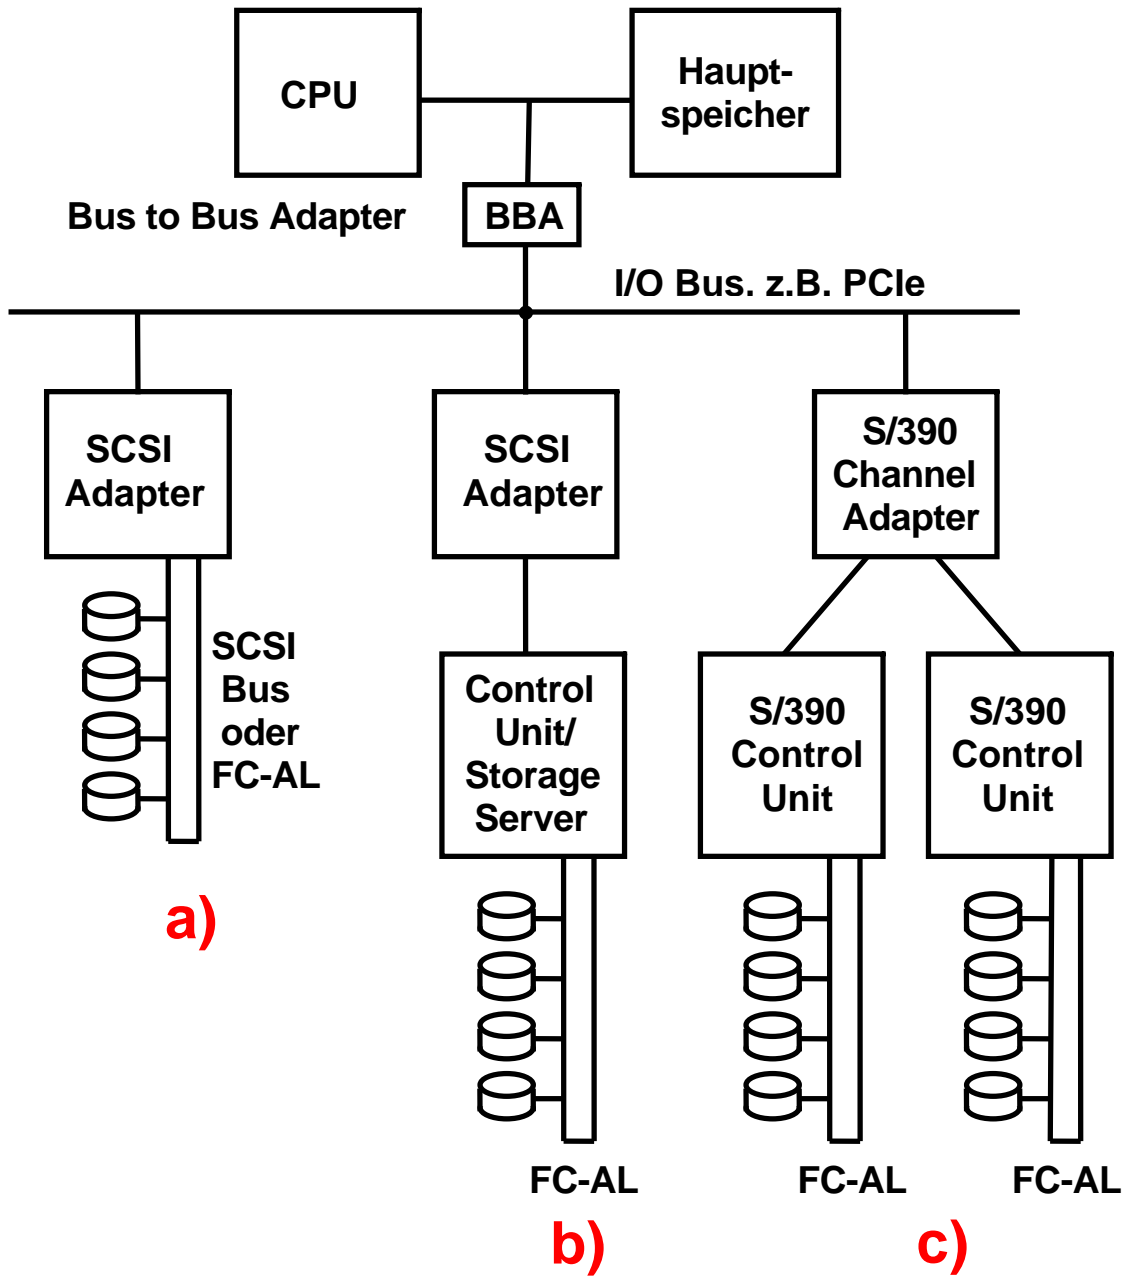 CPU
Haupt-
speicher
Bus to Bus Adapter
BBA
I/O Bus. z.B. PCIe
SCSI
Adapter
SCSI
Adapter
S/390
Channel
Adapter
SCSI
Bus
oder
FC-AL
Control
Unit/
Storage
Server
S/390
Control
Unit
S/390
Control
Unit
a)
FC-AL
FC-AL
FC-AL
b)
c)